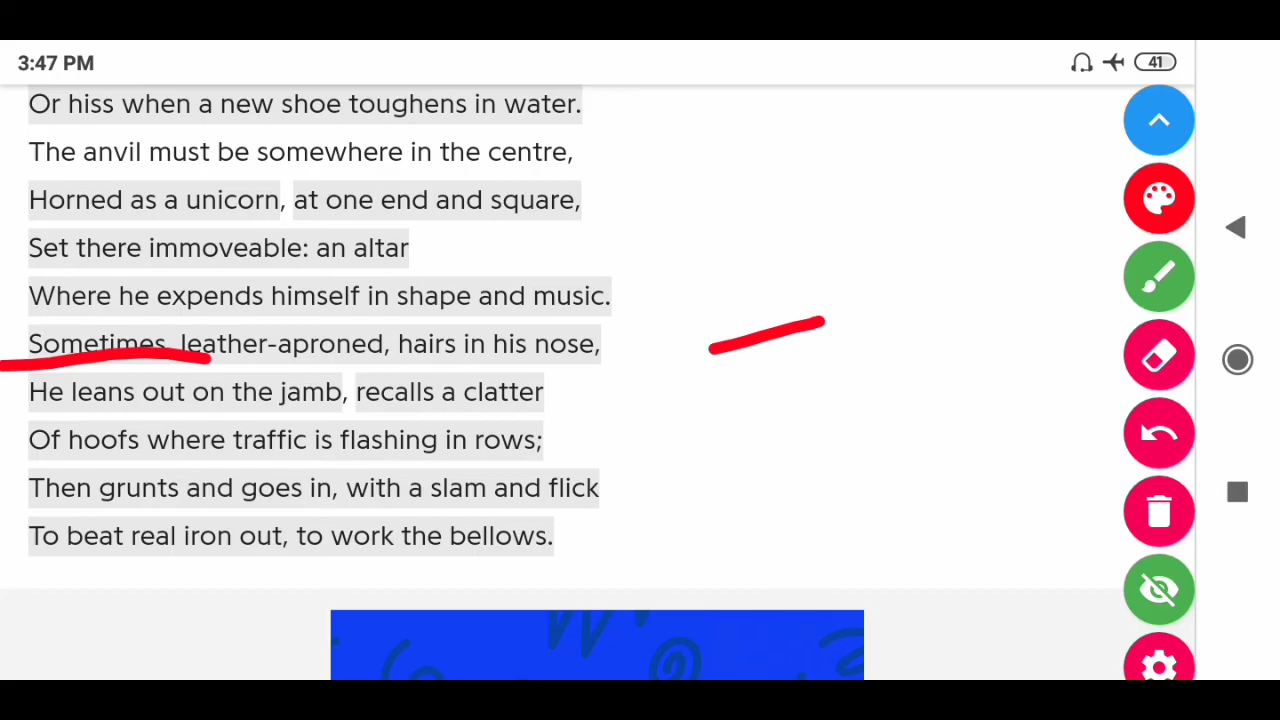 3:47 PM
41
Or hiss when a new shoe toughens in water.
The anvil must be somewhere in the centre,
Horned as a unicorn, at one end and square,
Set there immoveable: an altar
Where he expends himself in shape and music.
Sometimes, leather-aproned, hairs in his nose,
He leans out on the jamb, recalls a clatter
Of hoofs where traffic is flashing in rows;
Then grunts and goes in, with a slam and flick
To beat real iron out, to work the bellows.